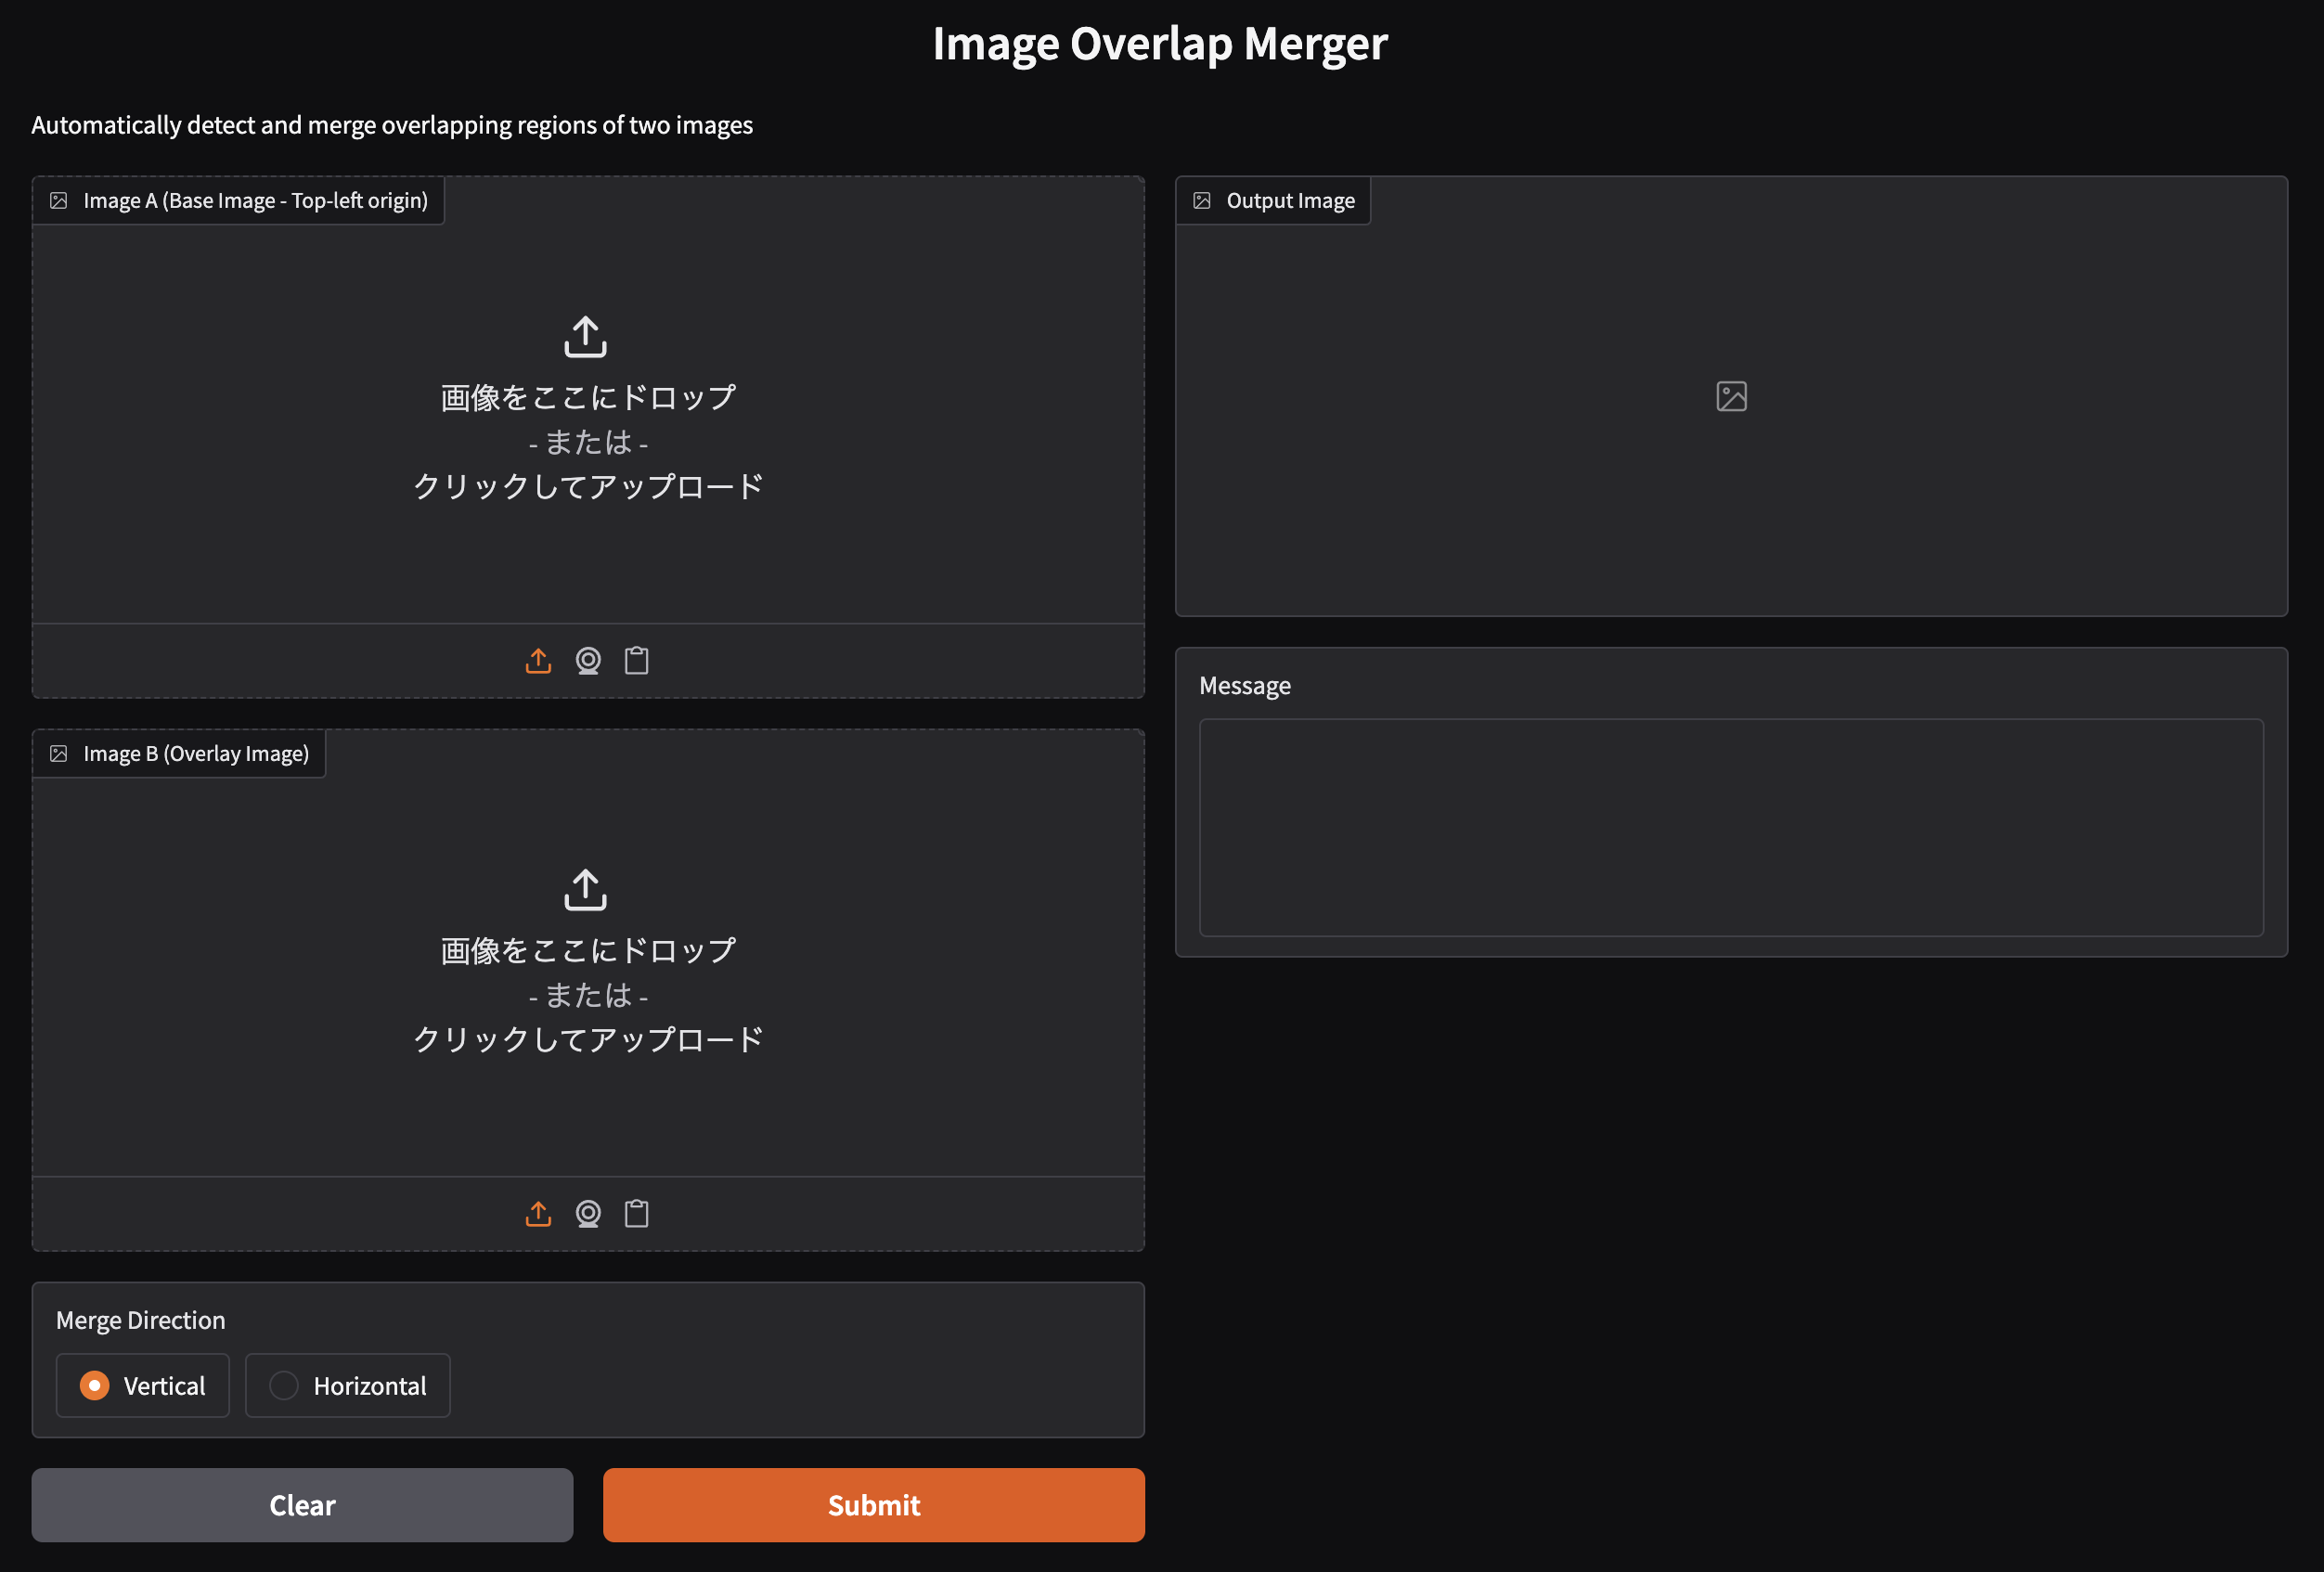 Image Overlap Merger
Automatically detect and merge overlapping regions of two images
Image A (Base Image - Top-left origin)
画像をここにドロップ
- または -
クリックしてアップロード
Image B (Overlay Image)
画像をここにドロップ
- または -
クリックしてアップロード
Merge Direction
Vertical
Horizontal
Clear
Submit
Output Image
Message